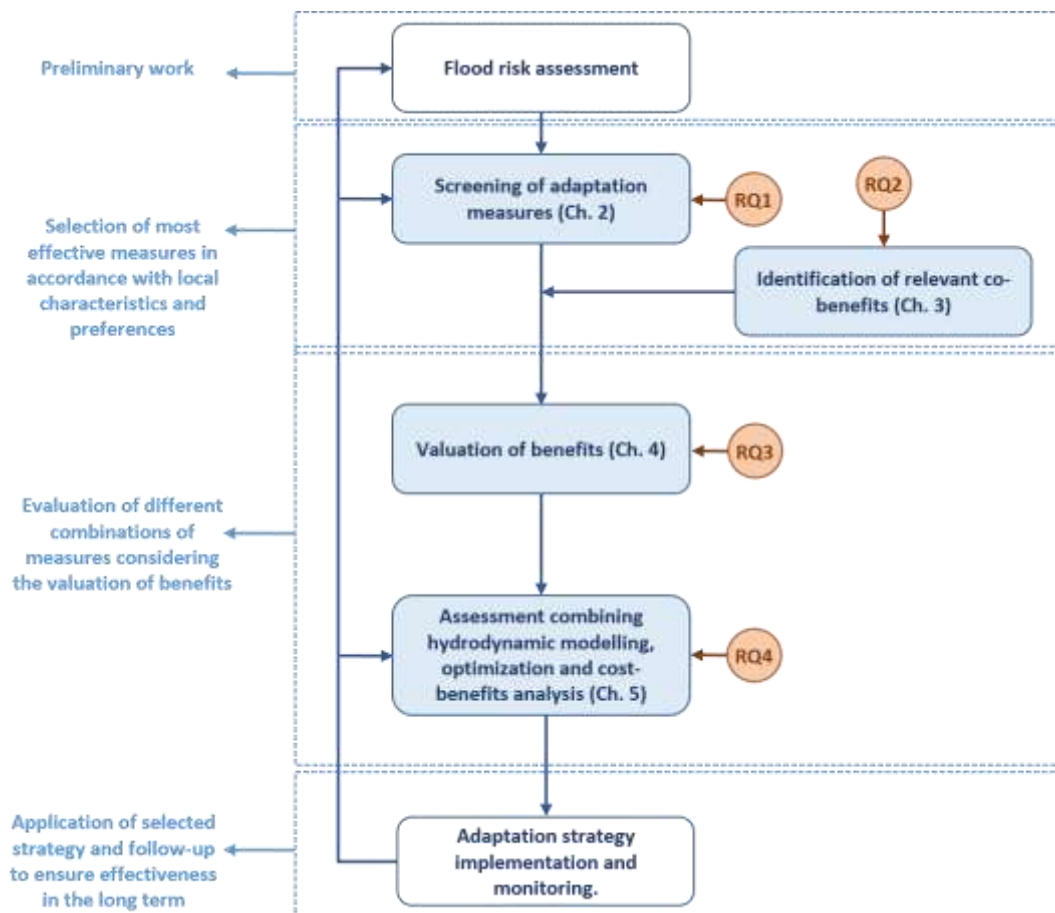 Preliminary work
Flood risk assessment
Screening of adaptation
measures (Ch. 2)
RQ1
RQ2
Selection of most
effective measures in
accordance with local
characteristics and
preferences
Identification of relevant co-
benefits (Ch. 3)
Valuation of benefits (Ch. 4)
RQ3
Evaluation of different
combinations of
measures considering
the valuation of benefits
Assessment combining
hydrodynamic modelling,
optimization and cost-
benefits analysis (Ch. 5)
RQ4
Application of selected
strategy and follow-up
to ensure effectiveness
in the long term
Adaptation strategy
implementation and
monitoring.